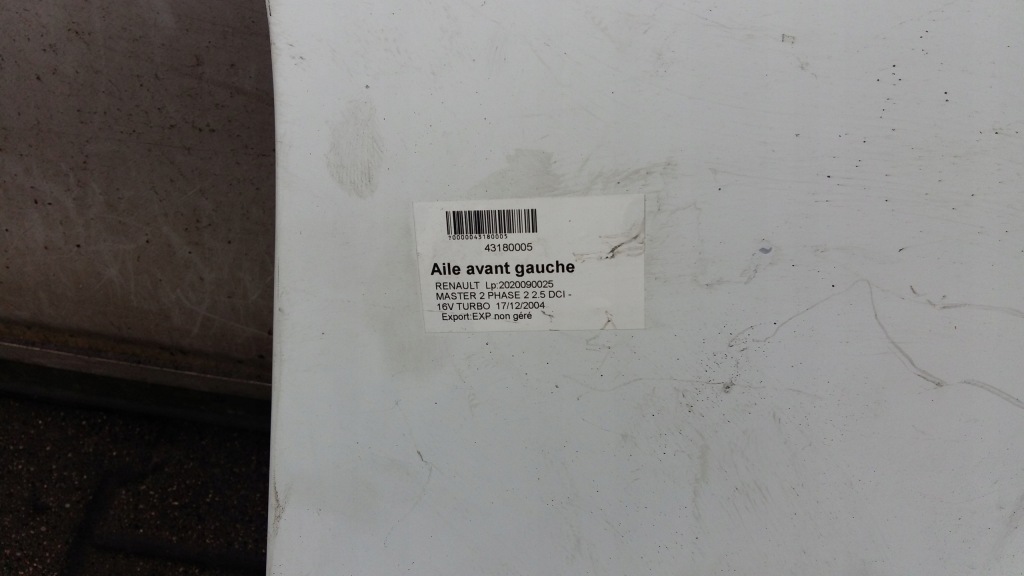 T0000043180005
43180005
Aile avant gauche
RENAULT Lp:2020090025
MASTER 2 PHASE 2 2.5 DCI -
16V TURBO 17/12/2004
Export:EXP non géré